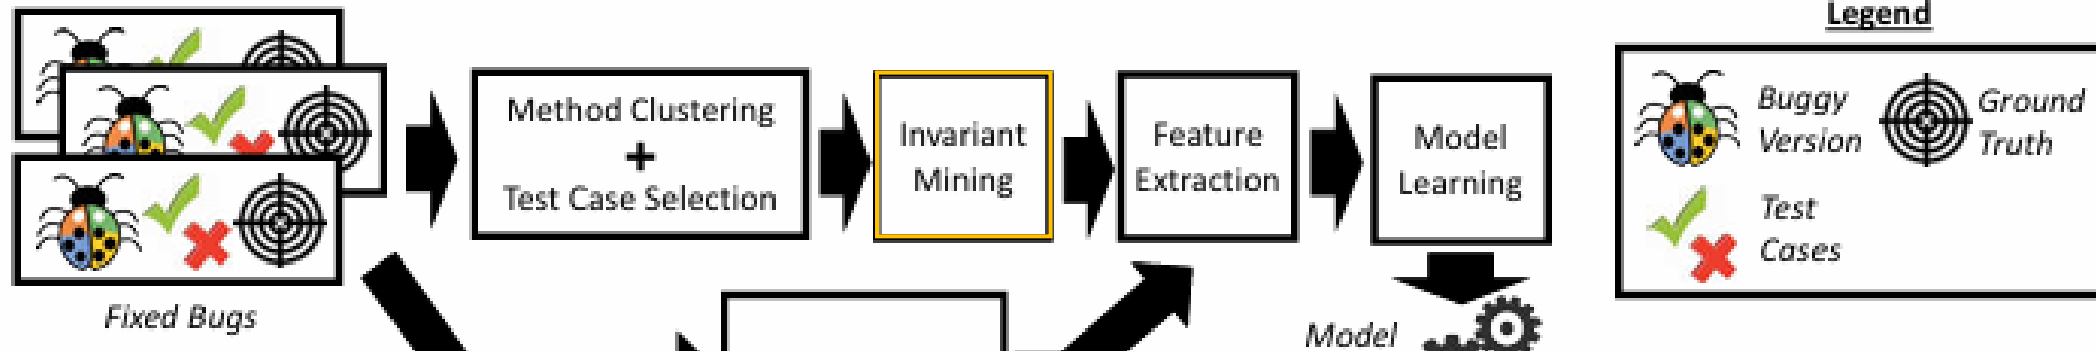 Legend
Method Clustering
+
Test Case Selection
Invariant
Mining
Feature
Extraction
Model
Learning
Buggy
Version
Ground
Truth
Test
Cases
Fixed Bugs
Model